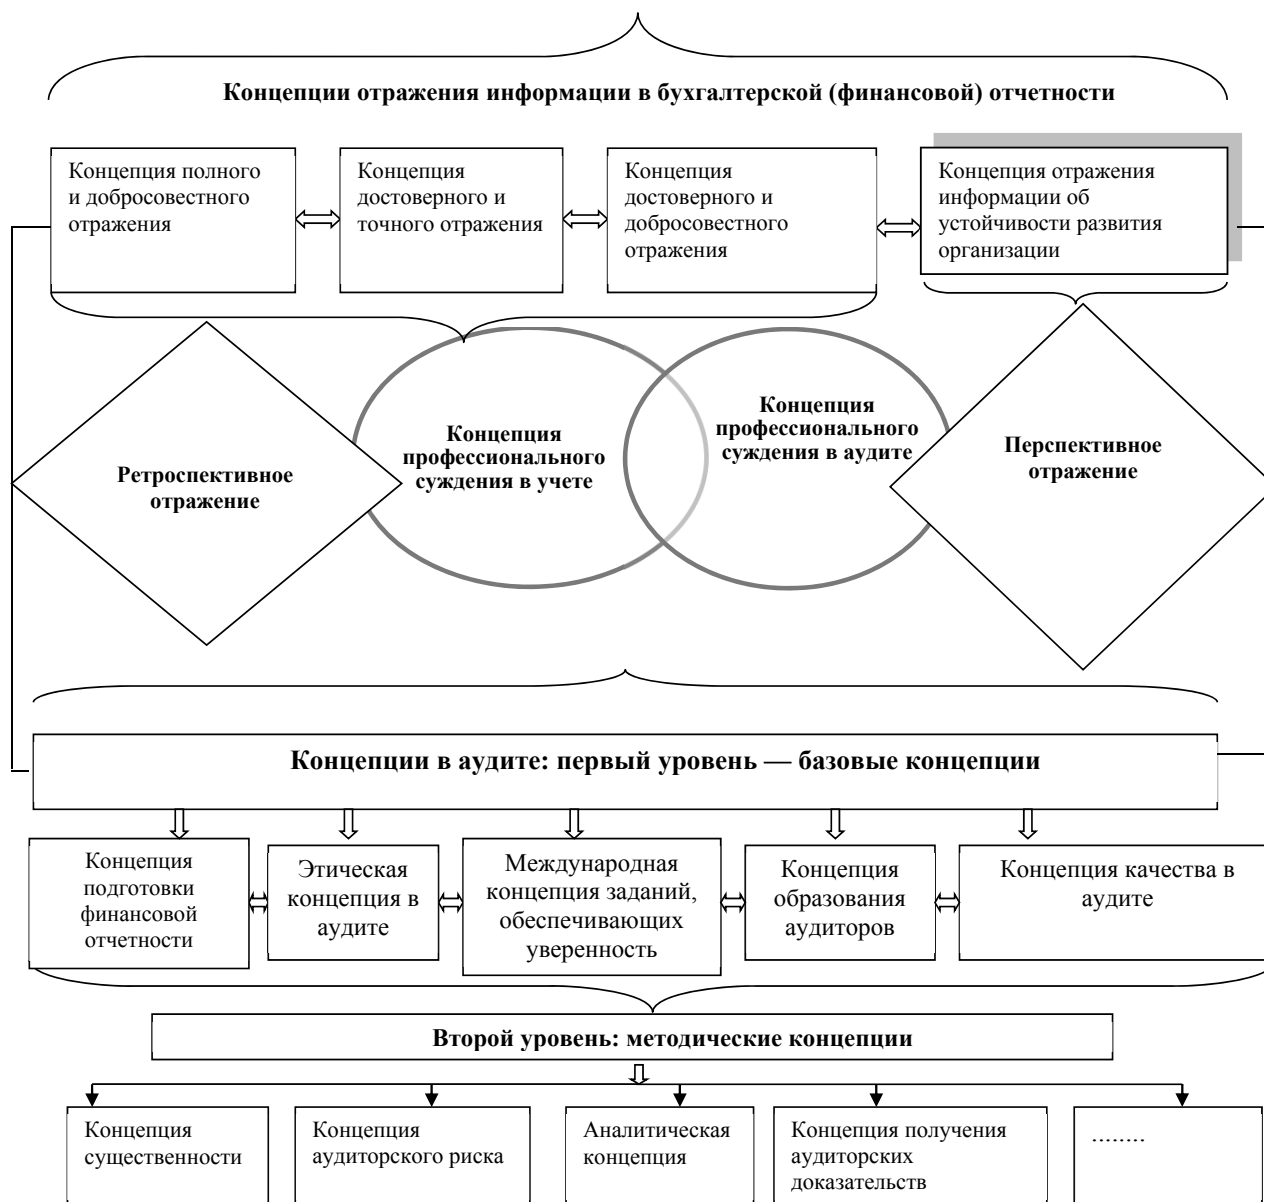 Концепции отражения информации в бухгалтерской (финансовой) отчетности
Концепция полного
и добросовестного
отражения
Концепция
достоверного и
точного отражения
Концепция
достоверного и
добросовестного
отражения
Концепция отражения
информации об
устойчивости развития
организации
Ретроспективное
отражение
Концепция
профессионального
суждения в учете
Концепция
профессионального
суждения в аудите
Перспективное
отражение
Концепции в аудите: первый уровень — базовые концепции
Концепция
подготовки
финансовой
отчетности
Этическая
концепция в
аудите
Международная
концепция заданий,
обеспечивающих
уверенность
Концепция
образования
аудиторов
Концепция качества в
аудите
Второй уровень: методические концепции
Концепция
существенности
Концепция
аудиторского риска
Аналитическая
концепция
Концепция получения
аудиторских
доказательств
........